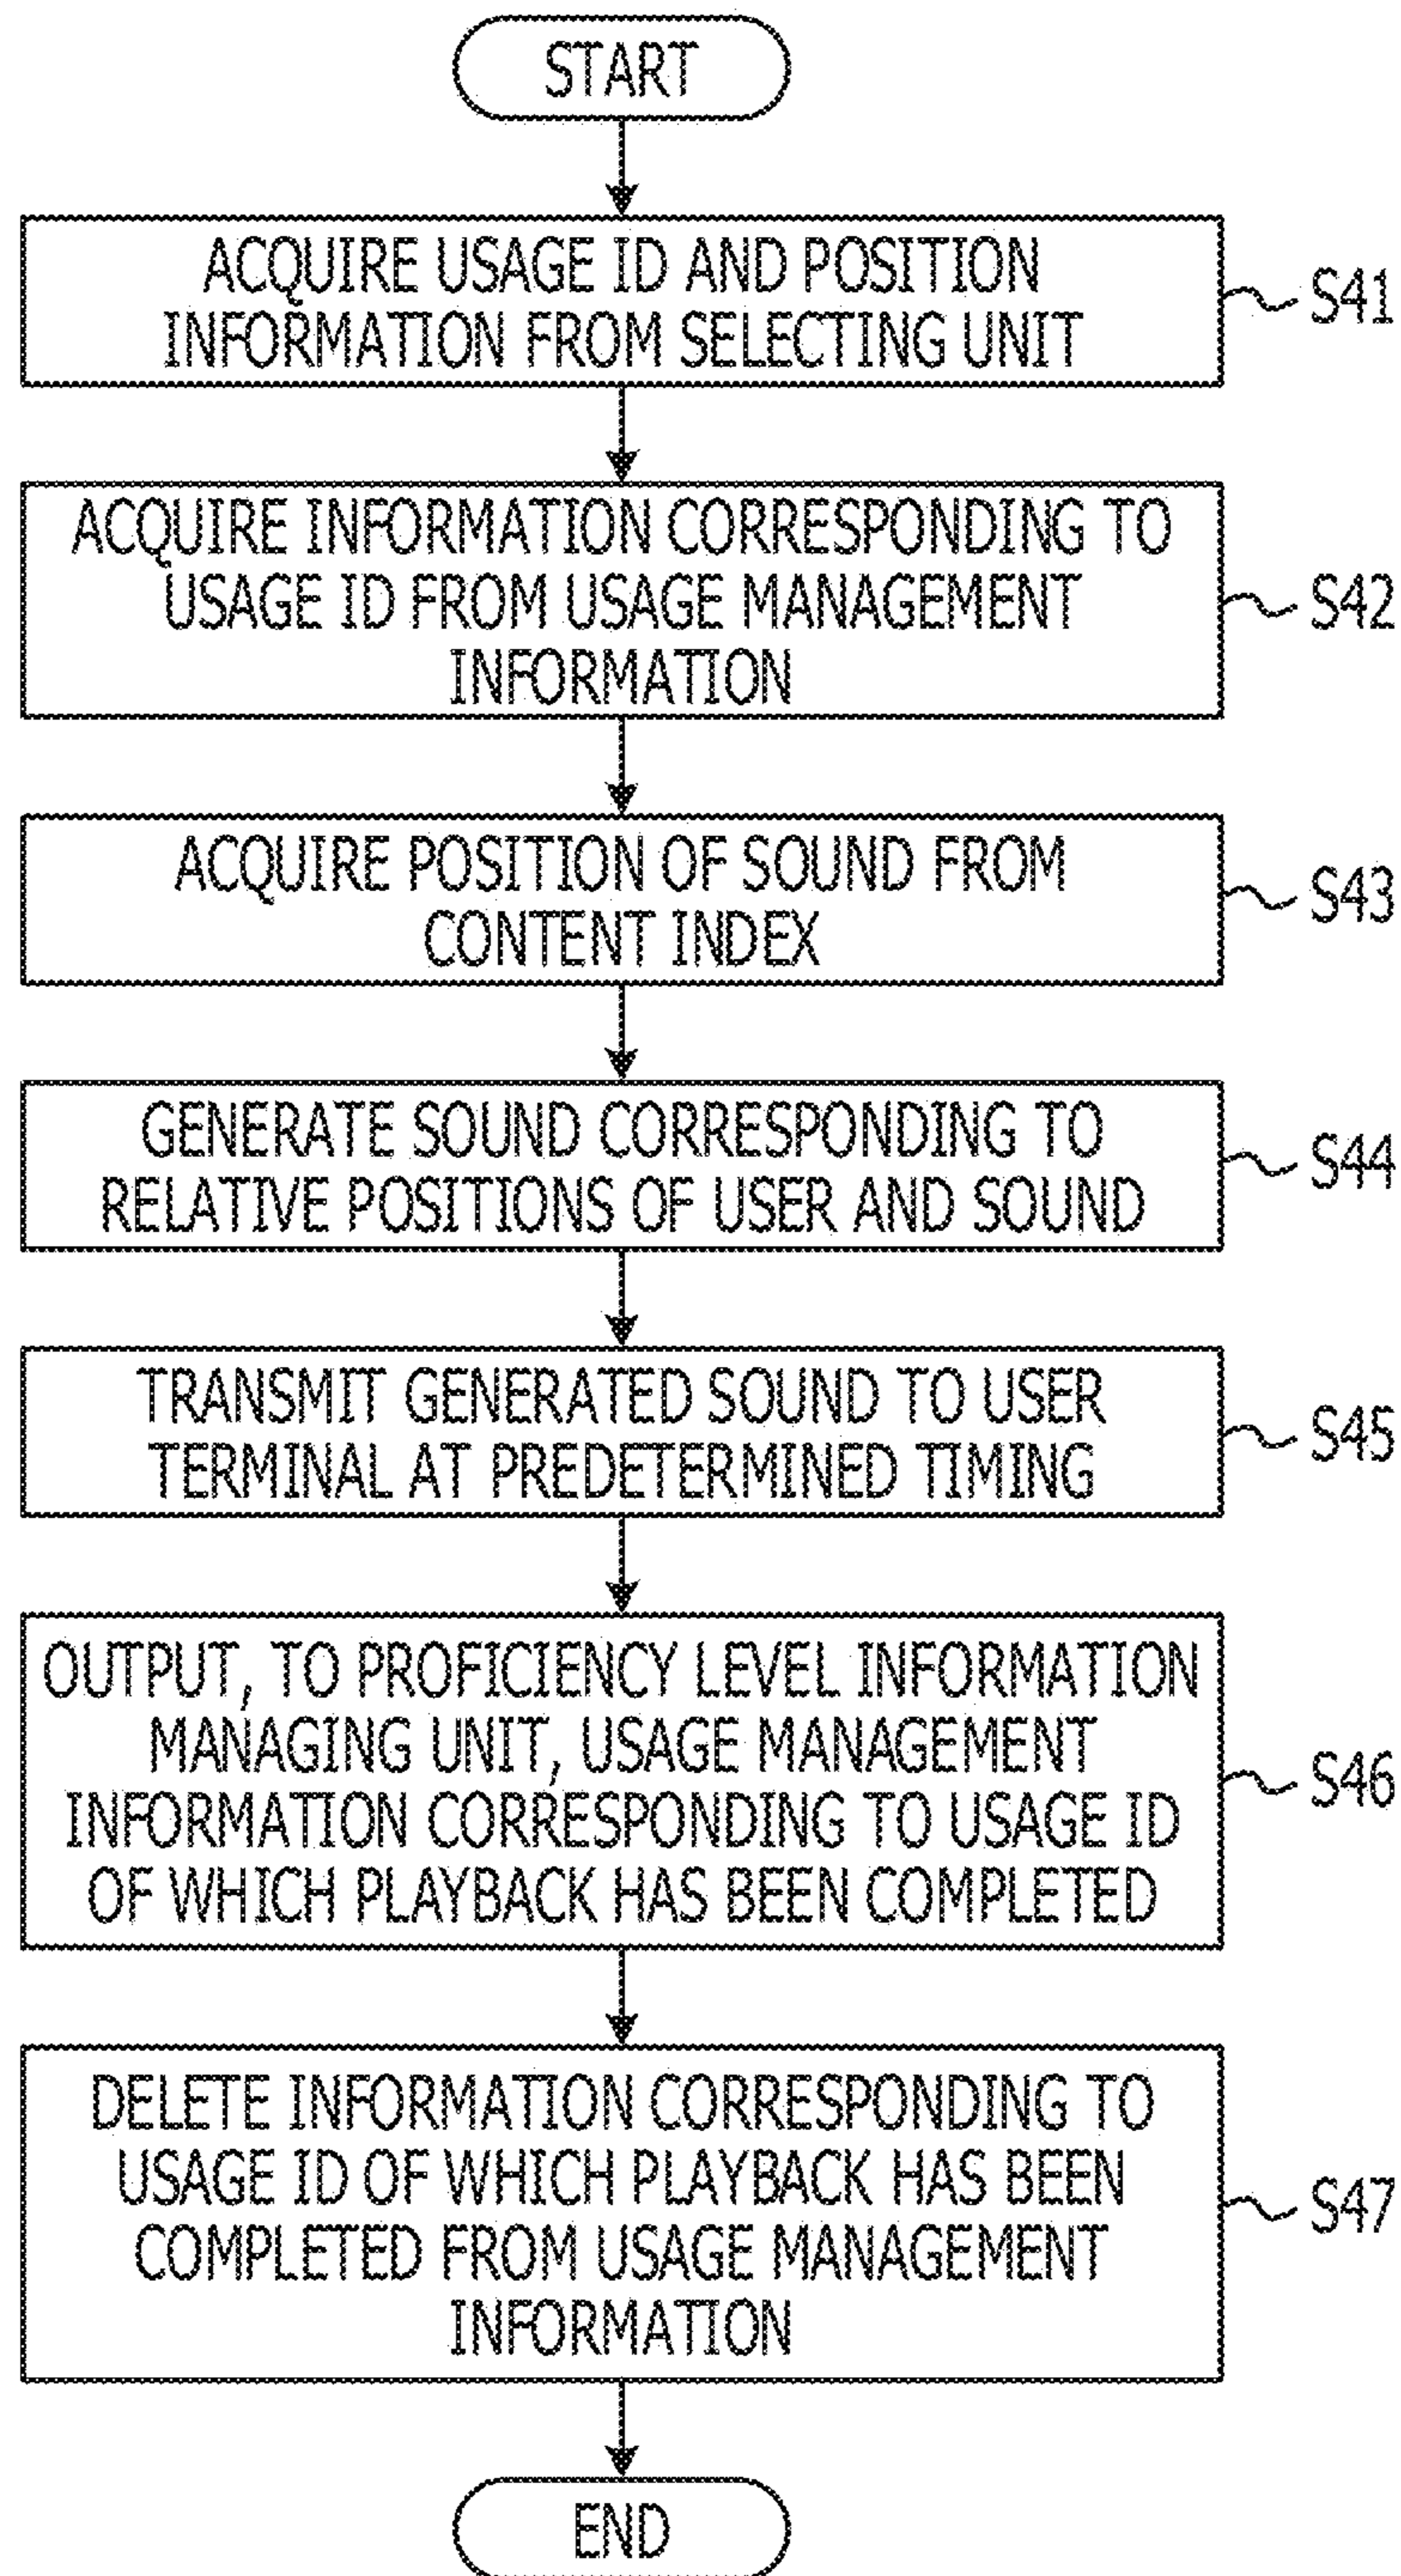 START
ACQUIRE USAGE ID AND POSITION
INFORMATION FROM SELECTING UNIT
S41
ACQUIRE INFORMATION CORRESPONDING TO
USAGE ID FROM USAGE MANAGEMENT
INFORMATION
S42
ACQUIRE POSITION OF SOUND FROM
CONTENT INDEX
S43
GENERATE SOUND CORRESPONDING TO
RELATIVE POSITIONS OF USER AND SOUND
S44
TRANSMIT GENERATED SOUND TO USER
TERMINAL AT PREDETERMINED TIMING
S45
OUTPUT, TO PROFICIENCY LEVEL INFORMATION
MANAGING UNIT, USAGE MANAGEMENT
INFORMATION CORRESPONDING TO USAGE ID
OF WHICH PLAYBACK HAS BEEN COMPLETED
S46
DELETE INFORMATION CORRESPONDING TO
USAGE ID OF WHICH PLAYBACK HAS BEEN
COMPLETED FROM USAGE MANAGEMENT
INFORMATION
S47
END